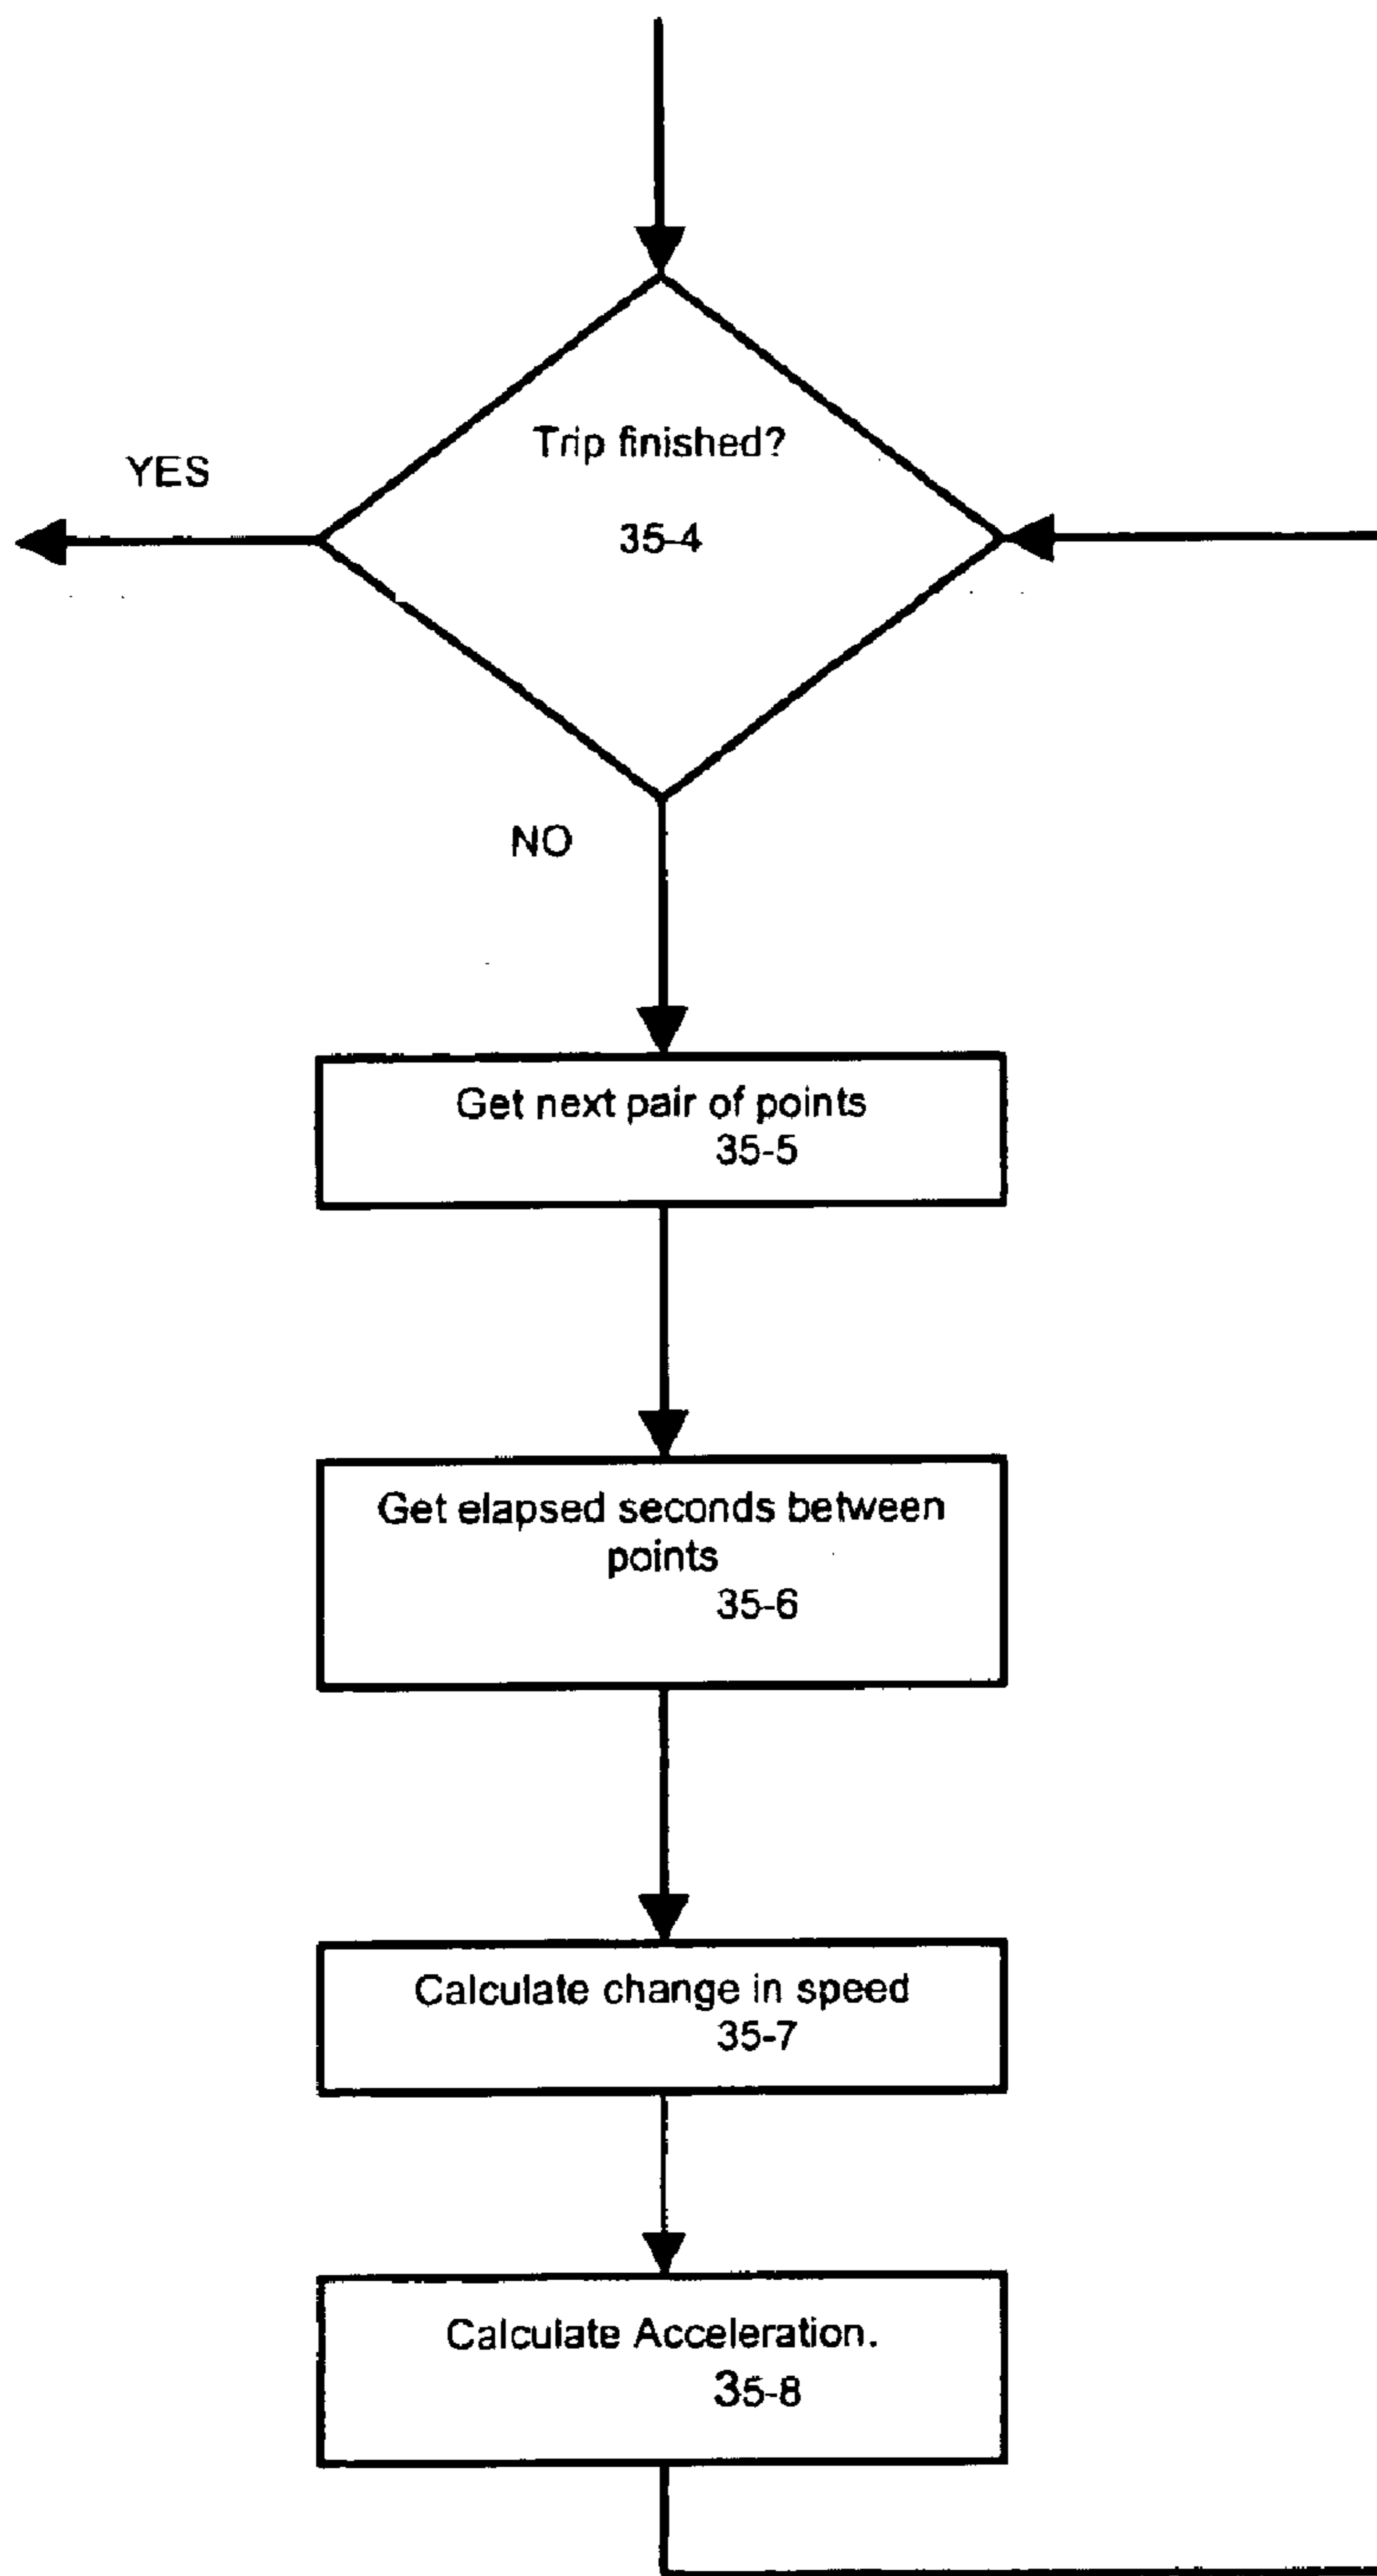 Trip finished?
35-4
YES
NO
Get next pair of points
35-5
Get elapsed seconds between
points
35-6
Calculate change in speed
35-7
Calculate Acceleration.
35-8